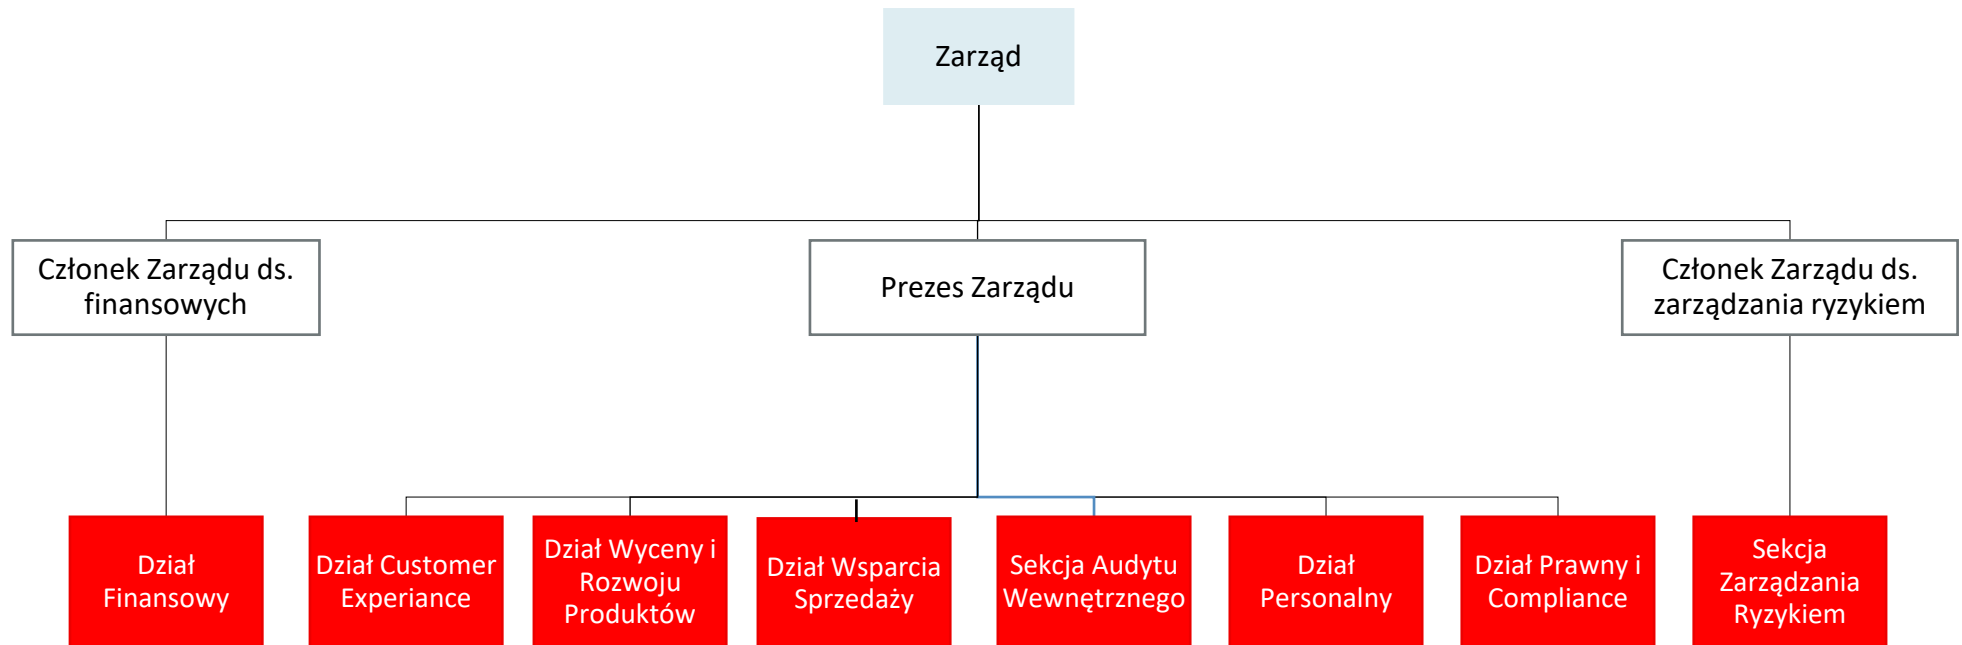 Zarząd
Członek Zarządu ds.
finansowych
Prezes Zarządu
Członek Zarządu ds.
zarządzania ryzykiem
Dział
Finansowy
Dział Customer
Experiance
Dział Wyceny i
Rozwoju
Produktów
Dział Wsparcia
Sprzedaży
Sekcja Audytu
Wewnętrznego
Dział
Personalny
Dział Prawny i
Compliance
Sekcja
Zarządzania
Ryzykiem